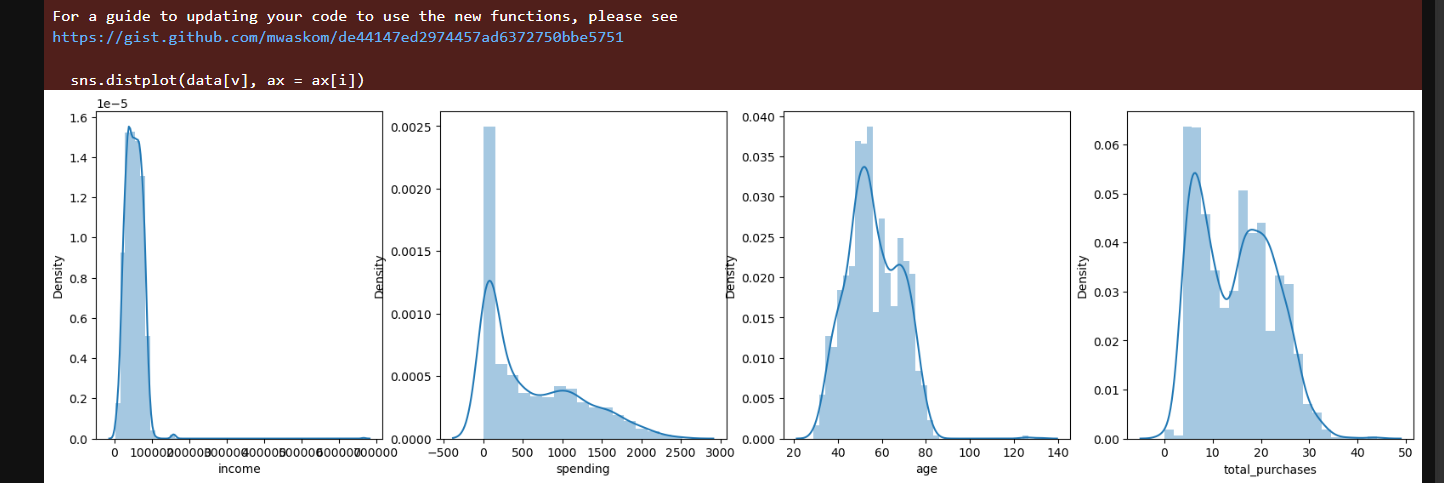 For a guide to updating your code to use the new functions, please see
https://gist.github.com/mwaskom/de44147ed2974457ad6372750bbe5751
sns.distplot(data[v], ax = ax[i])
1e−5
1.6
1.4
1.2
1.0
0.8
0.6
0.4
0.2
0.0
Density
0 100000 200000 300000 400000 500000 600000 700000
income
0.0025
0.0020
0.0015
0.0010
0.0005
0.0000
Density
−500 0 500 1000 1500 2000 2500 3000
spending
0.040
0.035
0.030
0.025
0.020
0.015
0.010
0.005
0.000
Density
20 40 60 80 100 120 140
age
0.06
0.05
0.04
0.03
0.02
0.01
0.00
Density
0 10 20 30 40 50
total_purchases